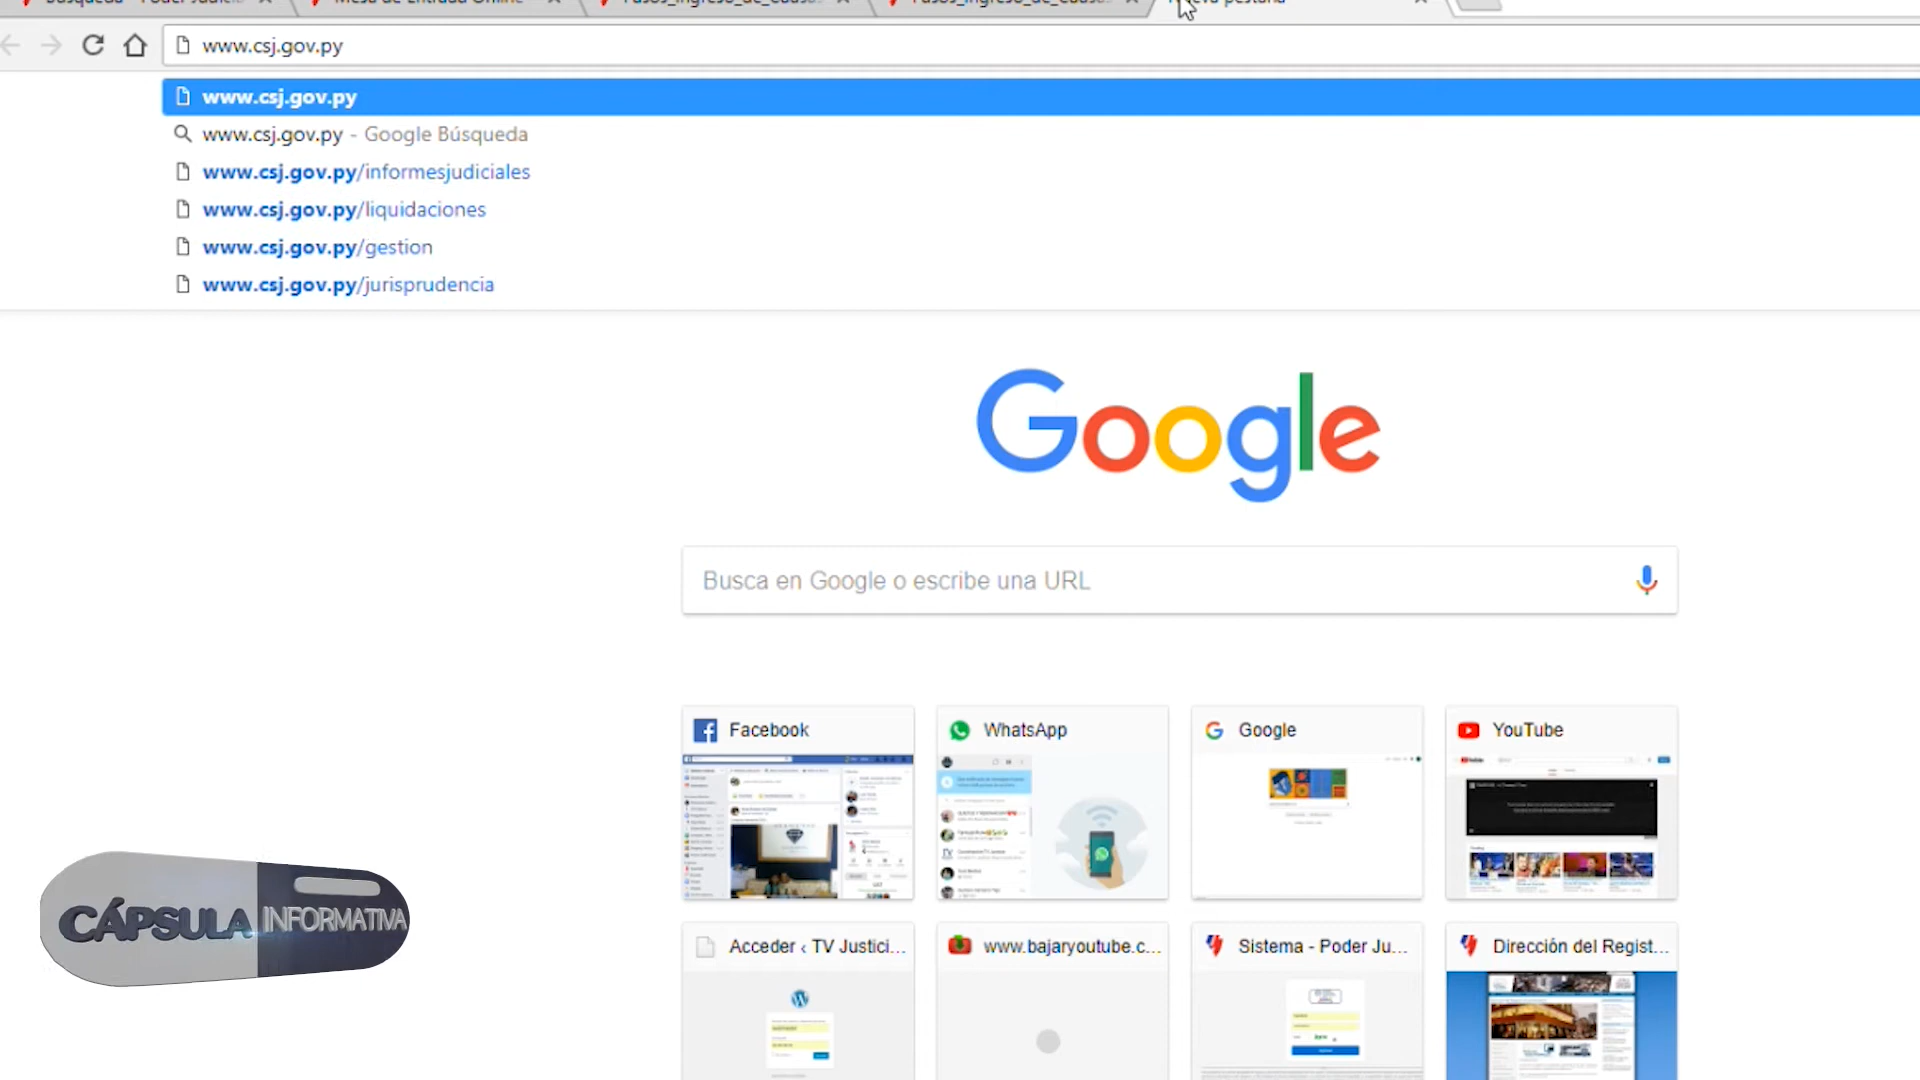 www.csj.gov.py
www.csj.gov.py
www.csj.gov.py - Google Búsqueda
www.csj.gov.py/informesjudiciales
www.csj.gov.py/liquidaciones
www.csj.gov.py/gestion
www.csj.gov.py/jurisprudencia
Google
Busca en Google o escribe una URL
Facebook
WhatsApp
Google
YouTube
Acceder ‹ TV Justici...
www.bajaryoutube.c...
Sistema - Poder Ju...
Dirección del Regist...
CÁPSULA INFORMATIVA